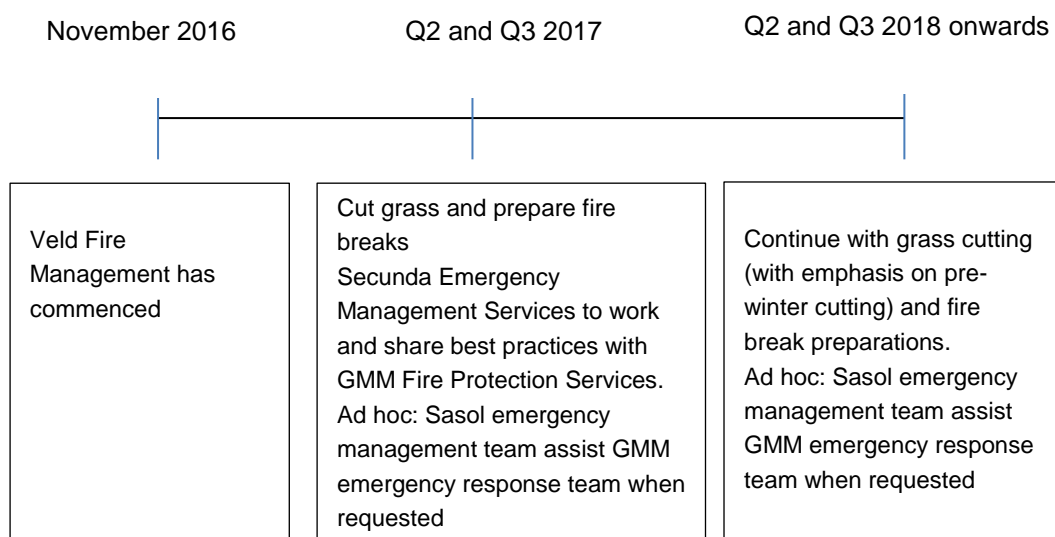 November 2016
Q2 and Q3 2017
Q2 and Q3 2018 onwards
Veld Fire
Management has
commenced
Cut grass and prepare fire
breaks
Secunda Emergency
Management Services to work
and share best practices with
GMM Fire Protection Services.
Ad hoc: Sasol emergency
management team assist GMM
emergency response team when
requested
Continue with grass cutting
(with emphasis on pre-
winter cutting) and fire
break preparations.
Ad hoc: Sasol emergency
management team assist
GMM emergency response
team when requested